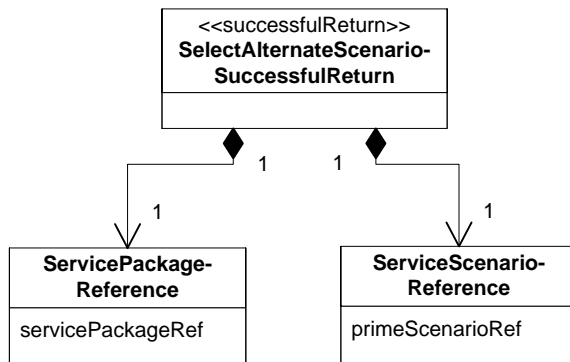 <<successfulReturn>>
SelectAlternateScenario-
SuccessfulReturn
1
1
1
1
ServicePackage-
Reference
servicePackageRef
ServiceScenario-
Reference
primeScenarioRef